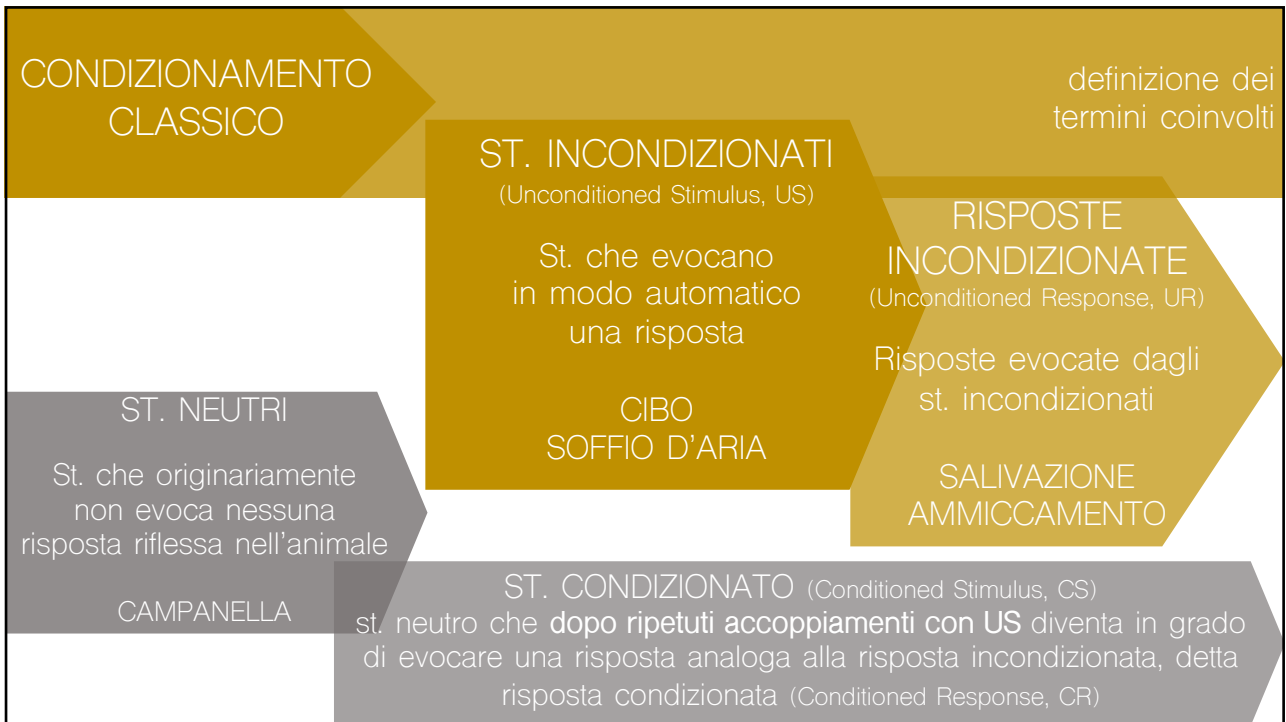 CONDIZIONAMENTO
CLASSICO
definizione dei
termini coinvolti
ST. INCONDIZIONATI
(Unconditioned Stimulus, US)
St. che evocano
in modo automatico
una risposta
CIBO
SOFFIO D'ARIA
RISPOSTE
INCONDIZIONATE
(Unconditioned Response, UR)
Risposte evocate dagli
st. incondizionati
SALIVAZIONE
AMMICCAMENTO
ST. NEUTRI
St. che originariamente
non evoca nessuna
risposta riflessa nell'animale
CAMPANELLA
ST. CONDIZIONATO (Conditioned Stimulus, CS)
st. neutro che dopo ripetuti accoppiamenti con US diventa in grado
di evocare una risposta analoga alla risposta incondizionata, detta
risposta condizionata (Conditioned Response, CR)